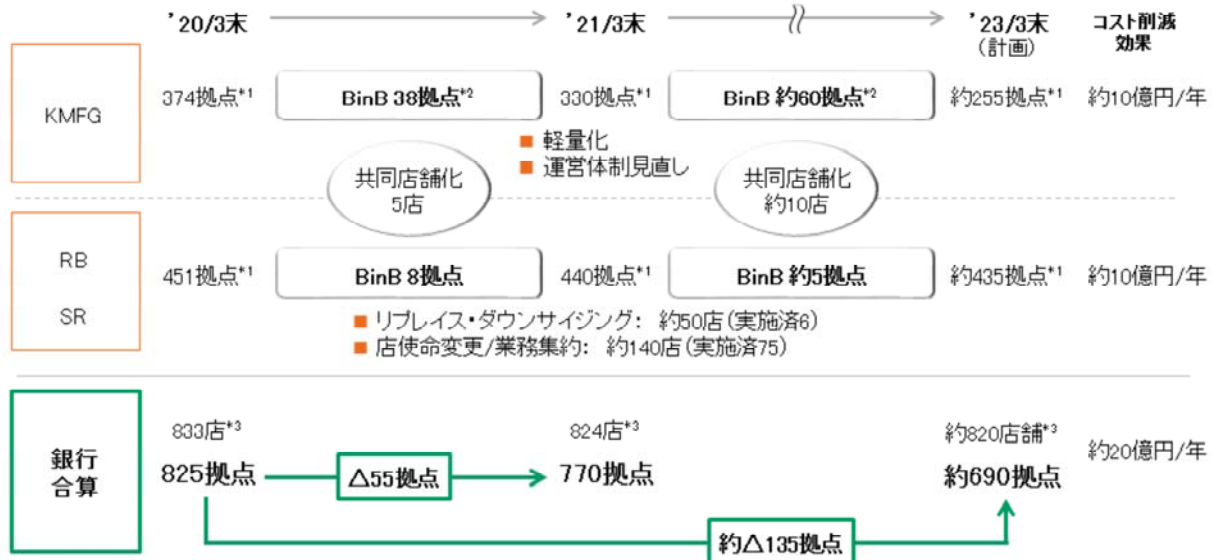 '20/3末
'21/3末
'23/3末
(計画)
コスト削減
効果
KMFG
374拠点*1
BinB 38拠点*2
330拠点*1
BinB 約60拠点*2
約255拠点*1
約10億円/年
■ 軽量化
■ 運営体制見直し
共同店舗化
5店
共同店舗化
約10店
RB
SR
451拠点*1
BinB 8拠点
440拠点*1
BinB 約5拠点
約435拠点*1
約10億円/年
■ リプレイス・ダウンサイジング: 約50店(実施済6)
■ 店使命変更/業務集約: 約140店(実施済75)
銀行
合算
833店*3
824店*3
約820店舗*3
825拠点
△55拠点
770拠点
約690拠点
約20億円/年
約△135拠点